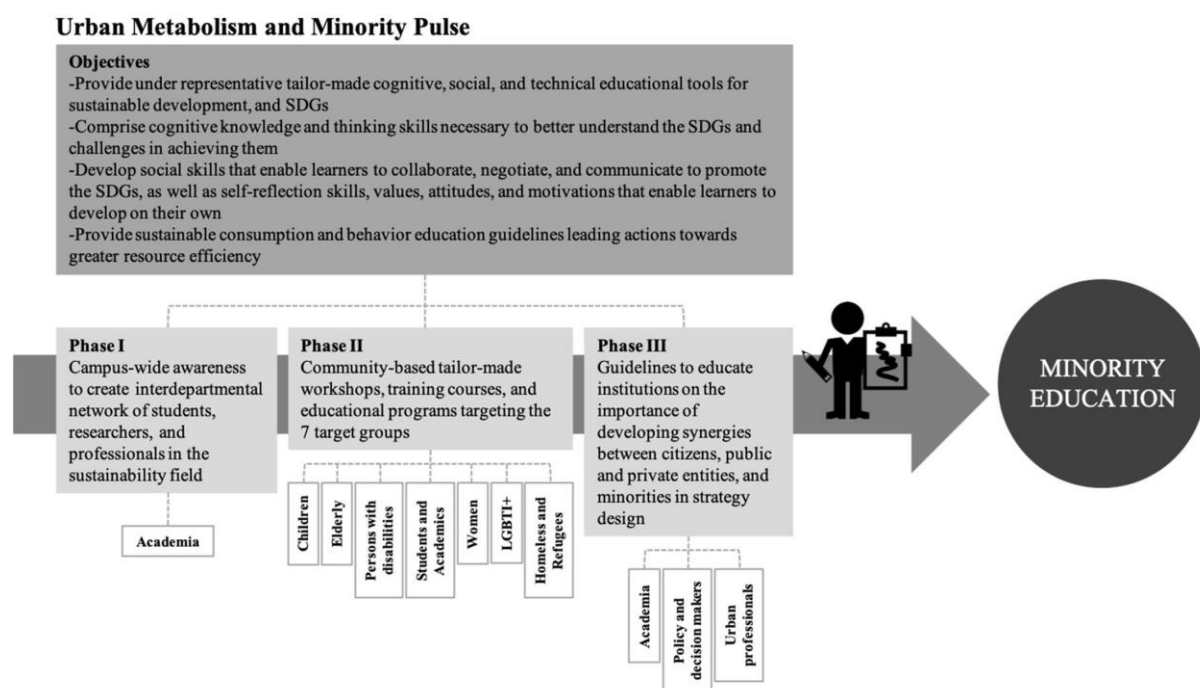 Urban Metabolism and Minority Pulse
Objectives
-Provide under representative tailor-made cognitive, social, and technical educational tools for
sustainable development, and SDGs
-Comprise cognitive knowledge and thinking skills necessary to better understand the SDGs and
challenges in achieving them
-Develop social skills that enable learners to collaborate, negotiate, and communicate to promote
the SDGs, as well as self-reflection skills, values, attitudes, and motivations that enable learners to
develop on their own
-Provide sustainable consumption and behavior education guidelines leading actions towards
greater resource efficiency
Phase I
Campus-wide awareness
to create interdepartmental
network of students,
researchers, and
professionals in the
sustainability field
Academia
Phase II
Community-based tailor-made
workshops, training courses, and
educational programs targeting the
7 target groups
Children
Elderly
Persons with
disabilities
Students and
Academics
Women
LGBTI+
Homeless and
Refugees
Phase III
Guidelines to educate
institutions on the
importance of
developing synergies
between citizens, public
and private entities, and
minorities in strategy
design
Academia
Policy and
decision makers
Urban
professionals
MINORITY
EDUCATION